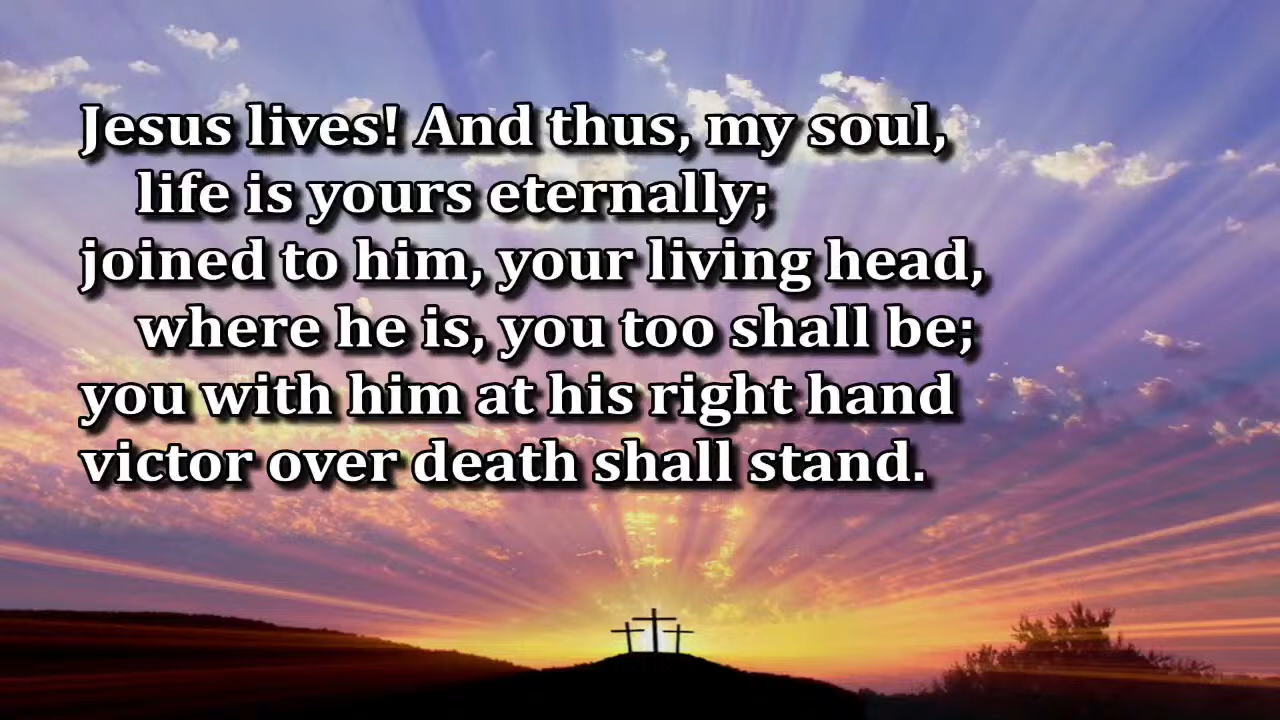 Jesus lives! And thus, my soul,
life is yours eternally;
joined to him, your living head,
where he is, you too shall be;
you with him at his right hand
victor over death shall stand.